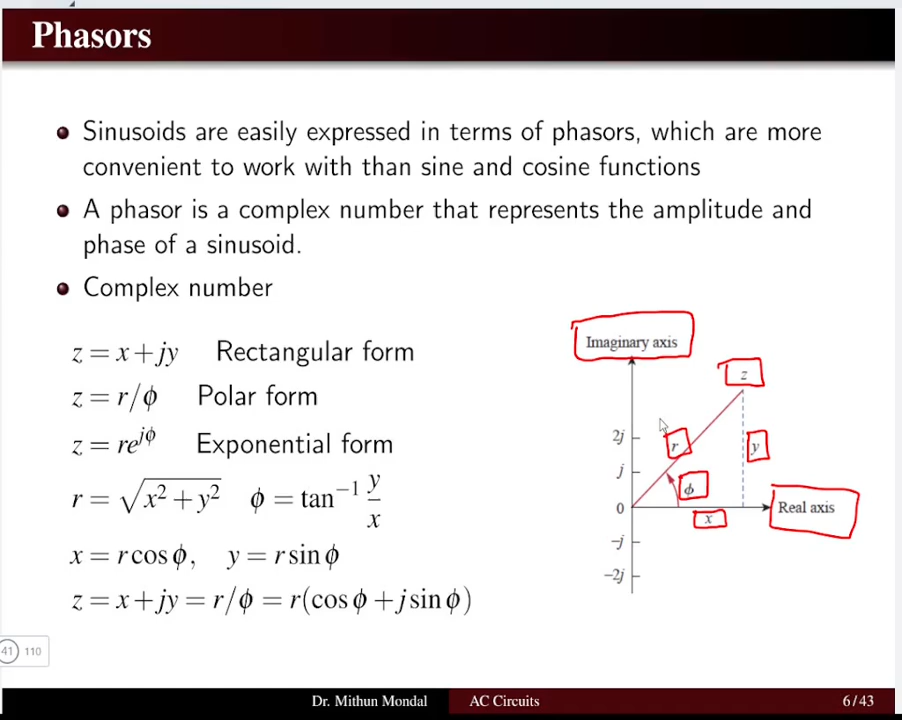 Phasors
Sinusoids are easily expressed in terms of phasors, which are more
convenient to work with than sine and cosine functions
A phasor is a complex number that represents the amplitude and
phase of a sinusoid.
Complex number
z = x + jy Rectangular form
z = r/ϕ Polar form
z = re^{jϕ} Exponential form
r = √(x² + y²) ϕ = tan⁻¹ y/x
x = r cos ϕ, y = r sin ϕ
z = x + jy = r/ϕ = r(cos ϕ + j sin ϕ)
Imaginary axis
z
2j
r
y
j
ϕ
0
Real axis
x
−j
−2j
41 110
Dr. Mithun Mondal AC Circuits 6/43